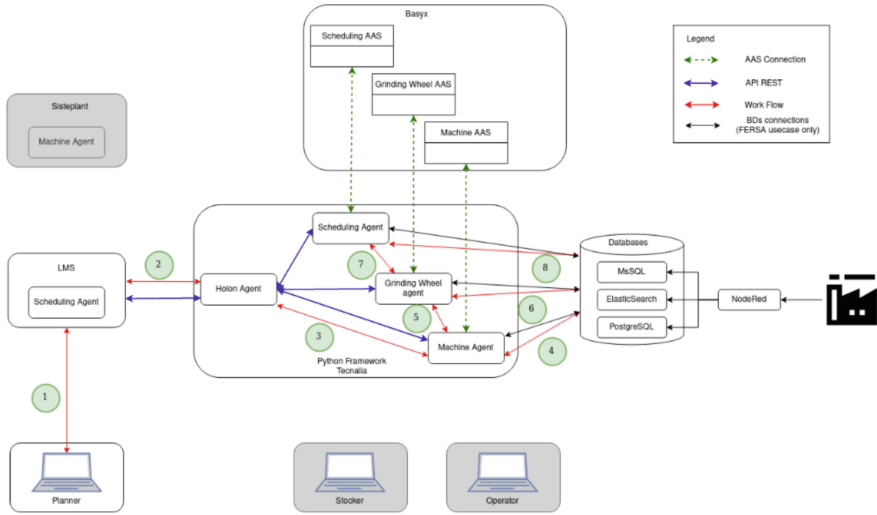 Basyx
Scheduling AAS
Grinding Wheel AAS
Machine AAS
Legend
AAS Connection
API REST
Work Flow
BDs connections
(FERSA usecase only)
Sisteplant
Machine Agent
LMS
Scheduling Agent
1
2
Holon Agent
Scheduling Agent
7
Grinding Wheel
agent
5
3
Machine Agent
Python Framework
Tecnalia
8
6
4
Databases
MsSQL
ElasticSearch
PostgreSQL
NodeRed
Planner
Stocker
Operator